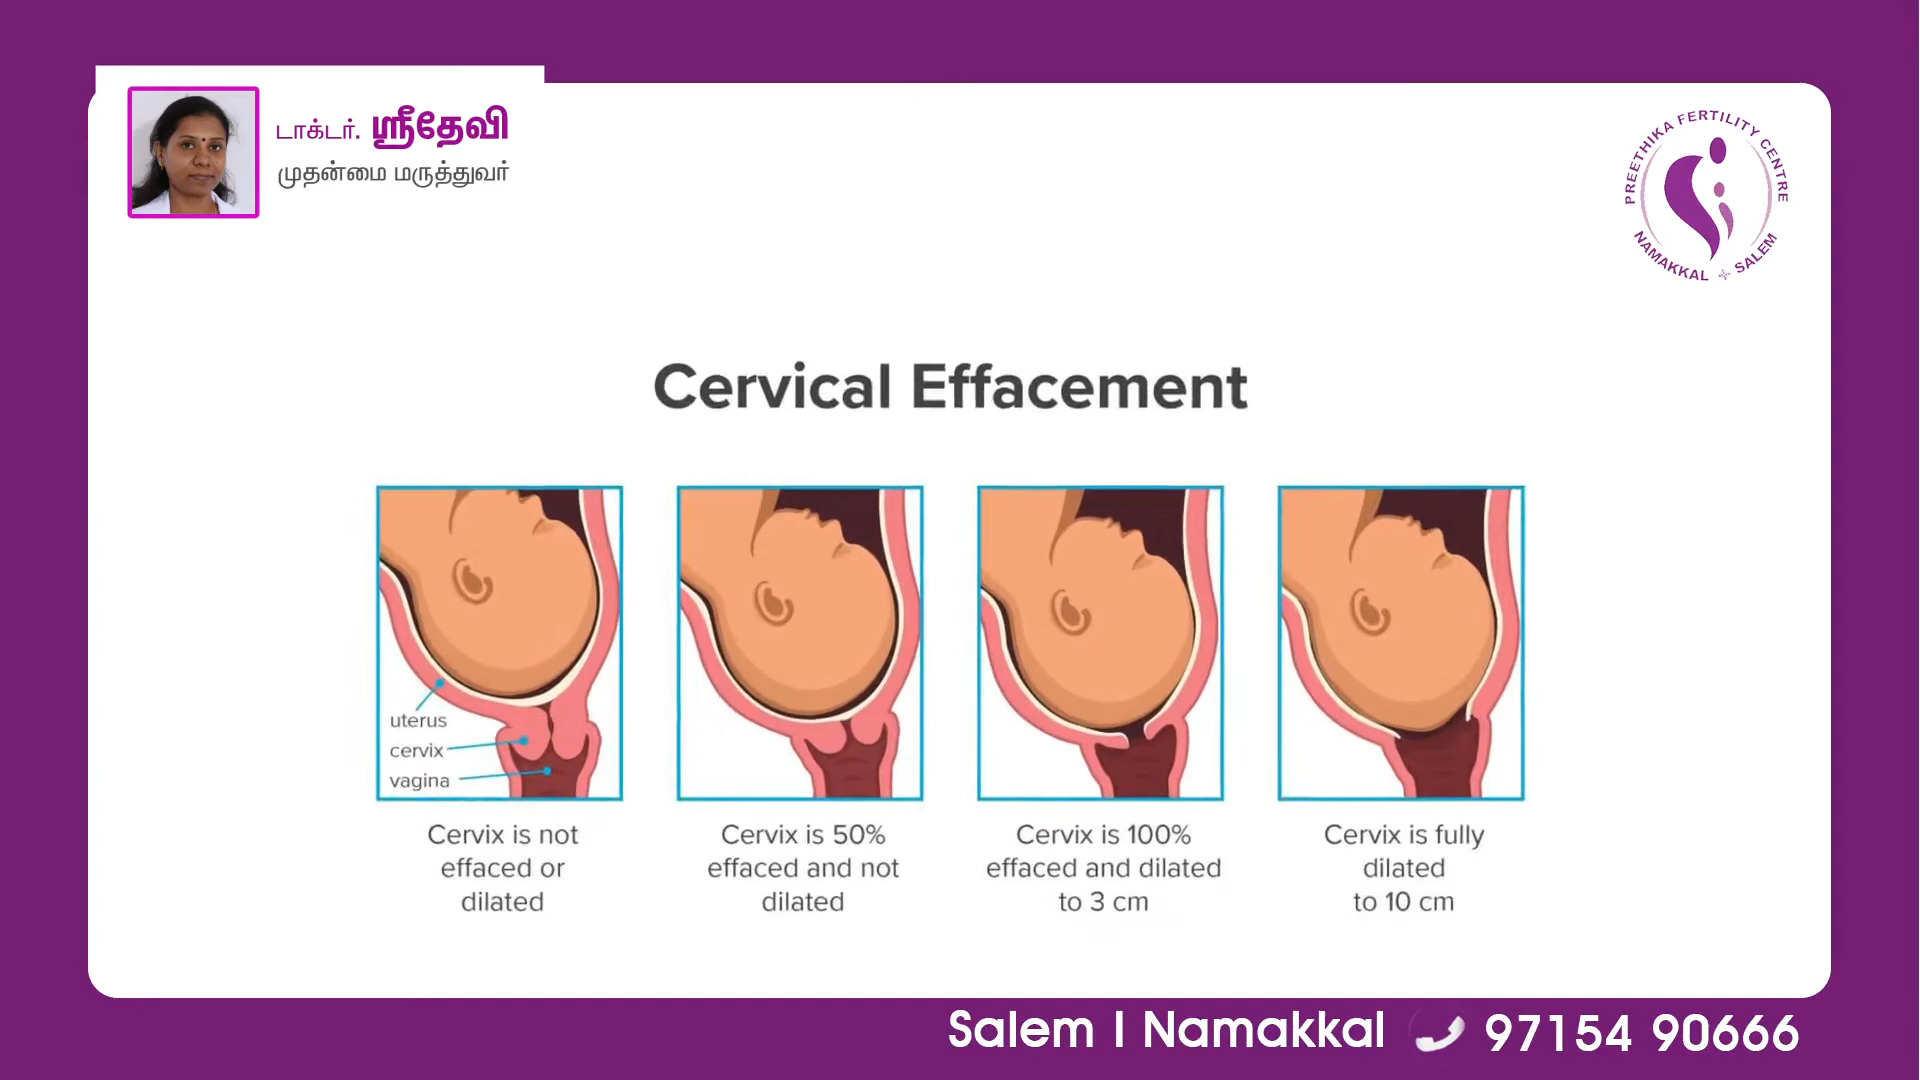 டாக்டர். ஸ்ரீதேவி
முதன்மை மருத்துவர்
PREETHIKA FERTILITY CENTRE
NAMAKKAL SALEM
Cervical Effacement
uterus
cervix
vagina
Cervix is not
effaced or
dilated
Cervix is 50%
effaced and not
dilated
Cervix is 100%
effaced and dilated
to 3 cm
Cervix is fully
dilated
to 10 cm
Salem | Namakkal 97154 90666